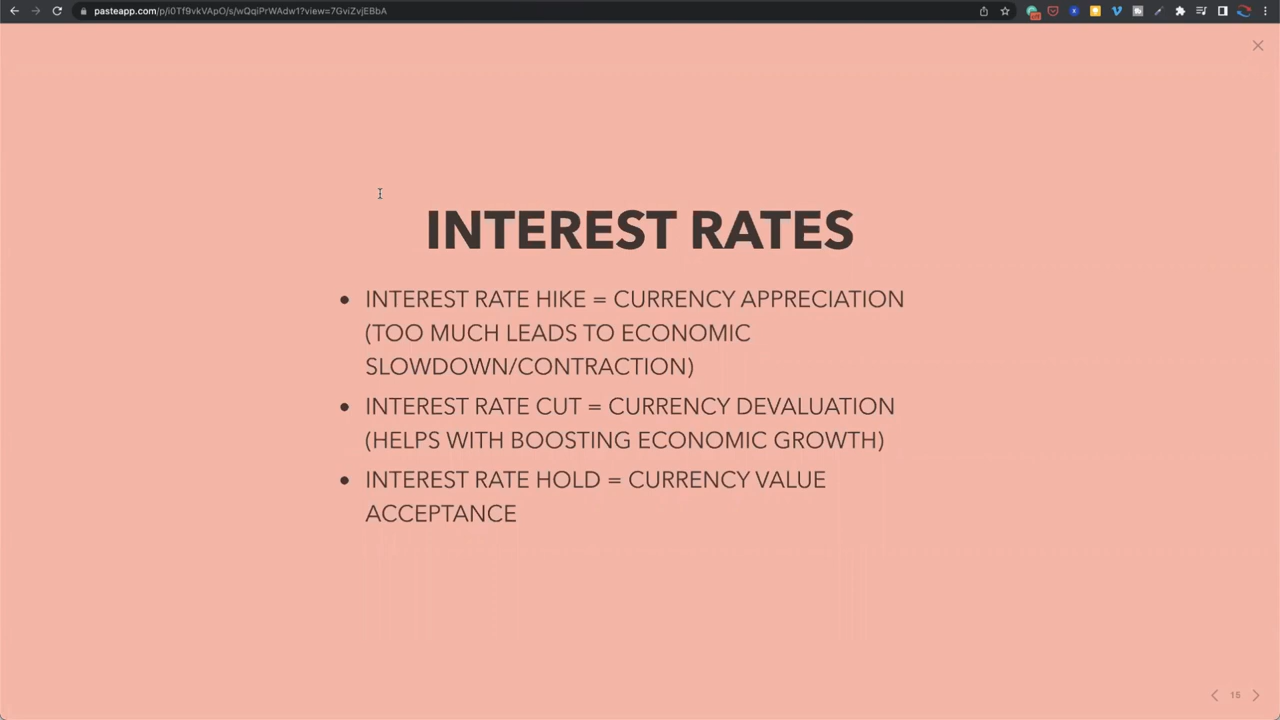 pasteapp.com/p/i0Tf9vkVApO/s/wQqiPrWAdw1?view=7GviZvjEBbA
INTEREST RATES
• INTEREST RATE HIKE = CURRENCY APPRECIATION
(TOO MUCH LEADS TO ECONOMIC
SLOWDOWN/CONTRACTION)
• INTEREST RATE CUT = CURRENCY DEVALUATION
(HELPS WITH BOOSTING ECONOMIC GROWTH)
• INTEREST RATE HOLD = CURRENCY VALUE
ACCEPTANCE
15